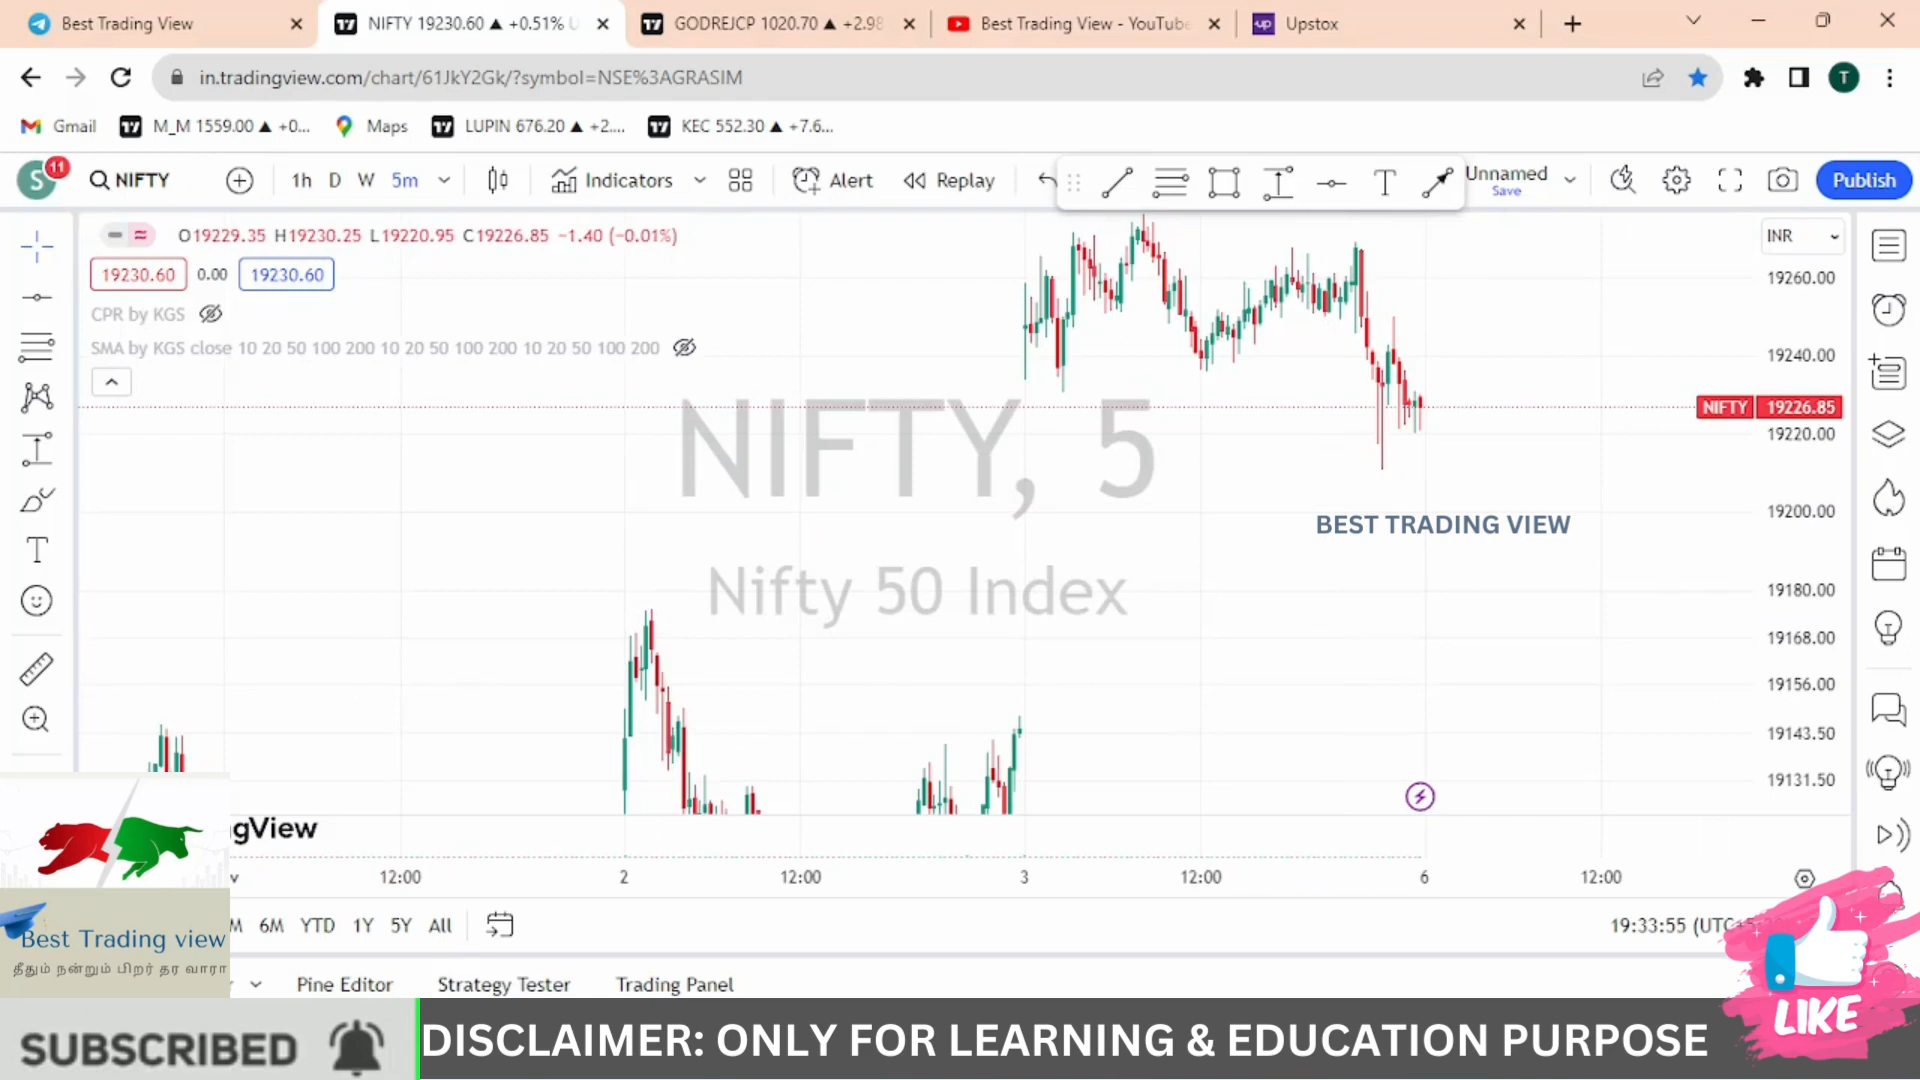 Best Trading View
NIFTY 19230.60 ▲ +0.51% U
GODREJCP 1020.70 ▲ +2.98
Best Trading View - YouTube
Upstox
in.tradingview.com/chart/61JkY2Gk/?symbol=NSE%3AGRASIM
T
Gmail
M_M 1559.00 ▲ +0...
Maps
LUPIN 676.20 ▲ +2....
KEC 552.30 ▲ +7.6...
S
11
NIFTY
1h D W 5m
Indicators
Alert
Replay
Unnamed
Save
Publish
O19229.35 H19230.25 L19220.95 C19226.85 −1.40 (−0.01%)
INR
19230.60 0.00 19230.60
CPR by KGS
SMA by KGS close 10 20 50 100 200 10 20 50 100 200 10 20 50 100 200
19260.00
19240.00
NIFTY 19226.85
19220.00
19200.00
19180.00
19168.00
19156.00
19143.50
19131.50
NIFTY, 5
Nifty 50 Index
BEST TRADING VIEW
gView
v 12:00 2 12:00 3 12:00 6 12:00
M 6M YTD 1Y 5Y All
19:33:55 (UTC+5
Best Trading view
தீதும் நன்றும் பிறர் தர வாரா
Pine Editor
Strategy Tester
Trading Panel
SUBSCRIBED
DISCLAIMER: ONLY FOR LEARNING & EDUCATION PURPOSE
LIKE